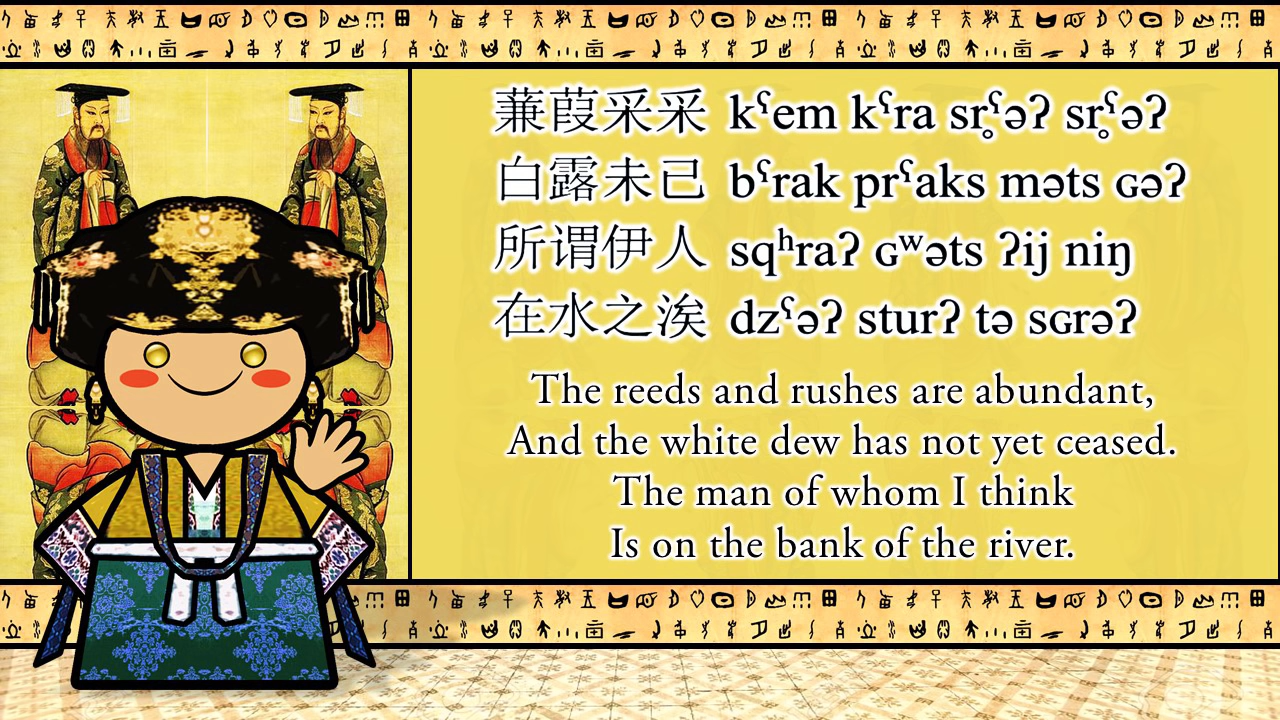 蒹葭采采 kˤem kˤra sr̥ˤəʔ sr̥ˤəʔ
白露未已 bˤrak prˤaks məts ɢəʔ
所谓伊人 sqʰraʔ ɢʷəts ʔij niŋ
在水之涘 dzˤəʔ sturʔ tə sɢrəʔ
The reeds and rushes are abundant,
And the white dew has not yet ceased.
The man of whom I think
Is on the bank of the river.